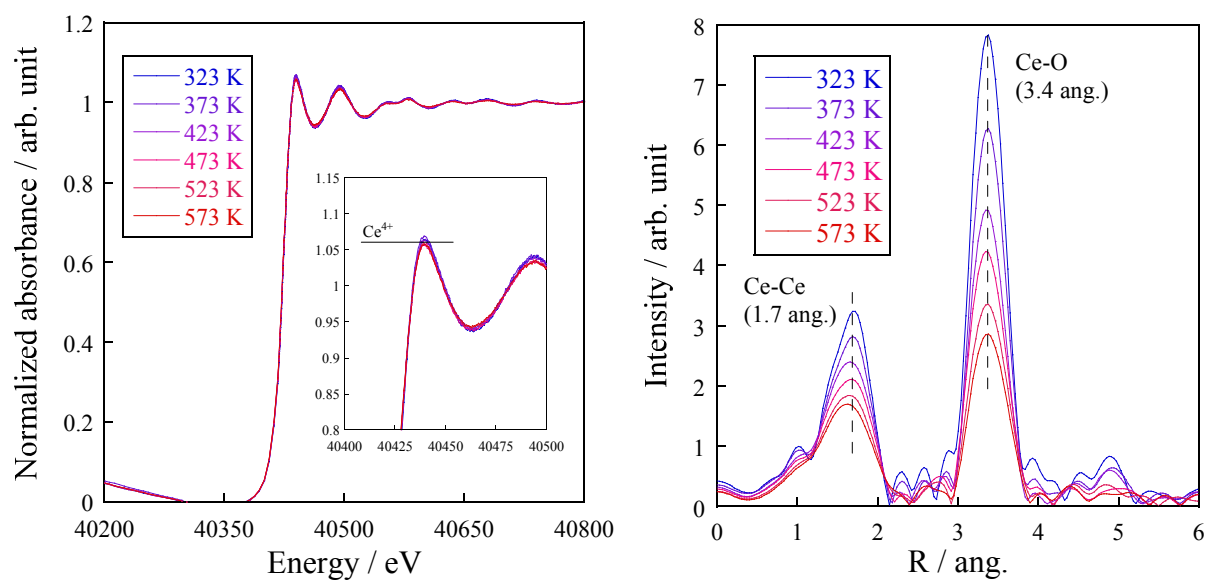 Normalized absorbance / arb. unit
1.2
1
0.8
0.6
0.4
0.2
0
323 K
373 K
423 K
473 K
523 K
573 K
1.15
1.1
1.05
1
0.95
0.9
0.85
0.8
Ce4+
40400
40425
40450
40475
40500
40200
40350
40500
40650
40800
Energy / eV
Intensity / arb. unit
8
7
6
5
4
3
2
1
0
323 K
373 K
423 K
473 K
523 K
573 K
Ce-O
(3.4 ang.)
Ce-Ce
(1.7 ang.)
0
1
2
3
4
5
6
R / ang.